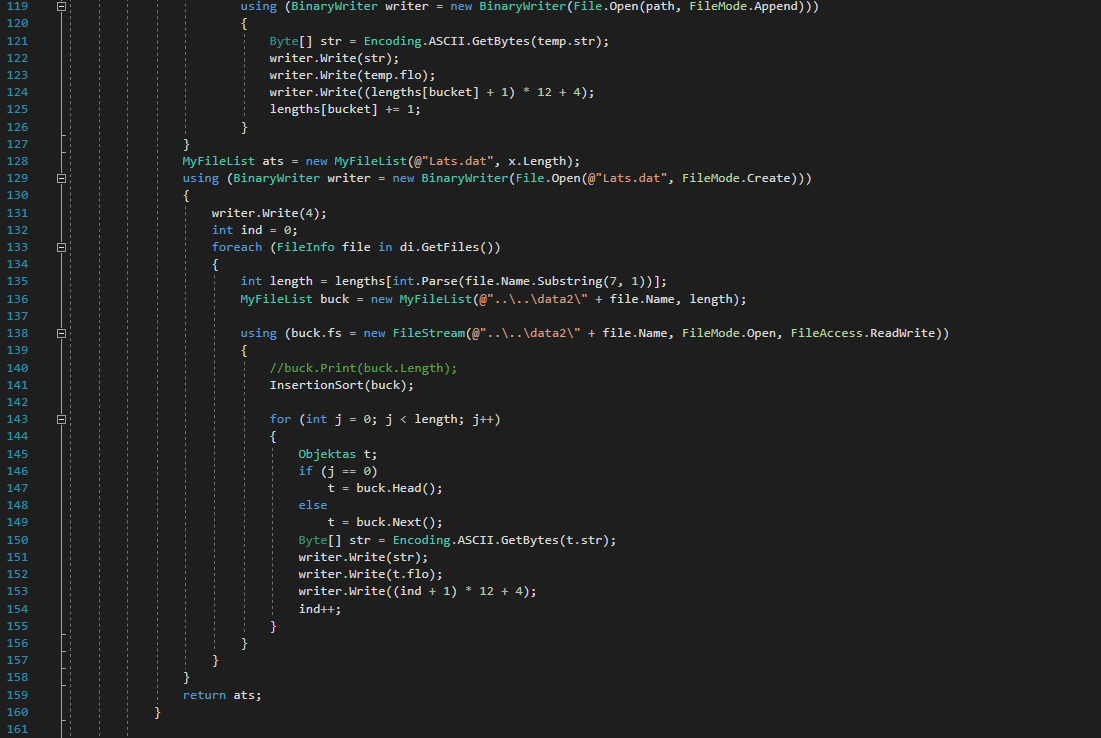 119 using (BinaryWriter writer = new BinaryWriter(File.Open(path, FileMode.Append)))
120 {
121 Byte[] str = Encoding.ASCII.GetBytes(temp.str);
122 writer.Write(str);
123 writer.Write(temp.flo);
124 writer.Write((lengths[bucket] + 1) * 12 + 4);
125 lengths[bucket] += 1;
126 }
127 }
128 MyFileList ats = new MyFileList(@"Lats.dat", x.Length);
129 using (BinaryWriter writer = new BinaryWriter(File.Open(@"Lats.dat", FileMode.Create)))
130 {
131 writer.Write(4);
132 int ind = 0;
133 foreach (FileInfo file in di.GetFiles())
134 {
135 int length = lengths[int.Parse(file.Name.Substring(7, 1))];
136 MyFileList buck = new MyFileList(@"..\..\data2\" + file.Name, length);
137
138 using (buck.fs = new FileStream(@"..\..\data2\" + file.Name, FileMode.Open, FileAccess.ReadWrite))
139 {
140 //buck.Print(buck.Length);
141 InsertionSort(buck);
142
143 for (int j = 0; j < length; j++)
144 {
145 Objektas t;
146 if (j == 0)
147 t = buck.Head();
148 else
149 t = buck.Next();
150 Byte[] str = Encoding.ASCII.GetBytes(t.str);
151 writer.Write(str);
152 writer.Write(t.flo);
153 writer.Write((ind + 1) * 12 + 4);
154 ind++;
155 }
156 }
157 }
158 }
159 return ats;
160 }
161